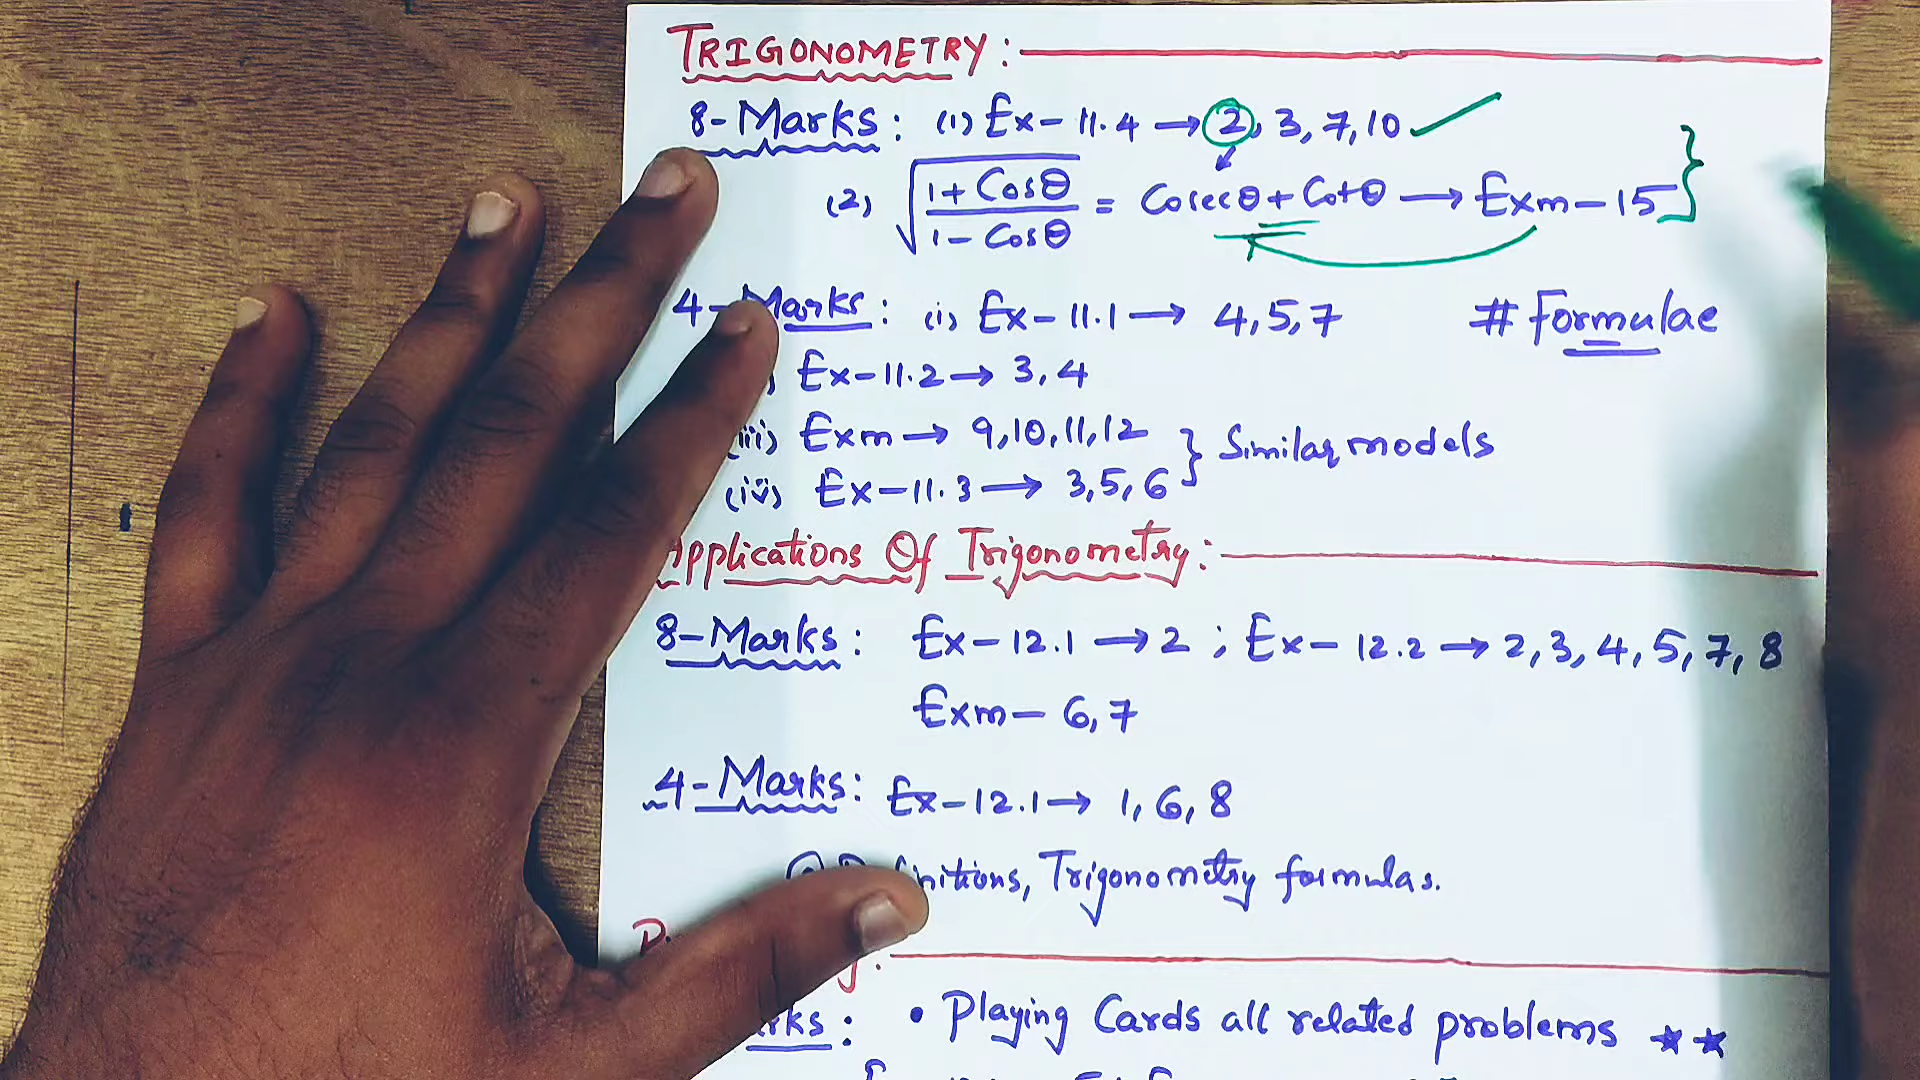 TRIGONOMETRY:
8-Marks: (1) Ex-11.4 → 2, 3, 7, 10 ✓
(2) √(1+Cosθ / 1-Cosθ) = Cosecθ + Cotθ → Exm-15 }
4-Marks: (i) Ex-11.1 → 4,5,7 # Formulae
Ex-11.2 → 3, 4
(iii) Exm → 9,10,11,12 } Similar models
(iv) Ex-11.3 → 3,5,6
Applications Of Trigonometry:
8-Marks: Ex-12.1 → 2 ; Ex-12.2 → 2, 3, 4, 5, 7, 8
Exm- 6, 7
4-Marks: Ex-12.1 → 1, 6, 8
Trigonometry formulas.
• Playing Cards all related problems ★★